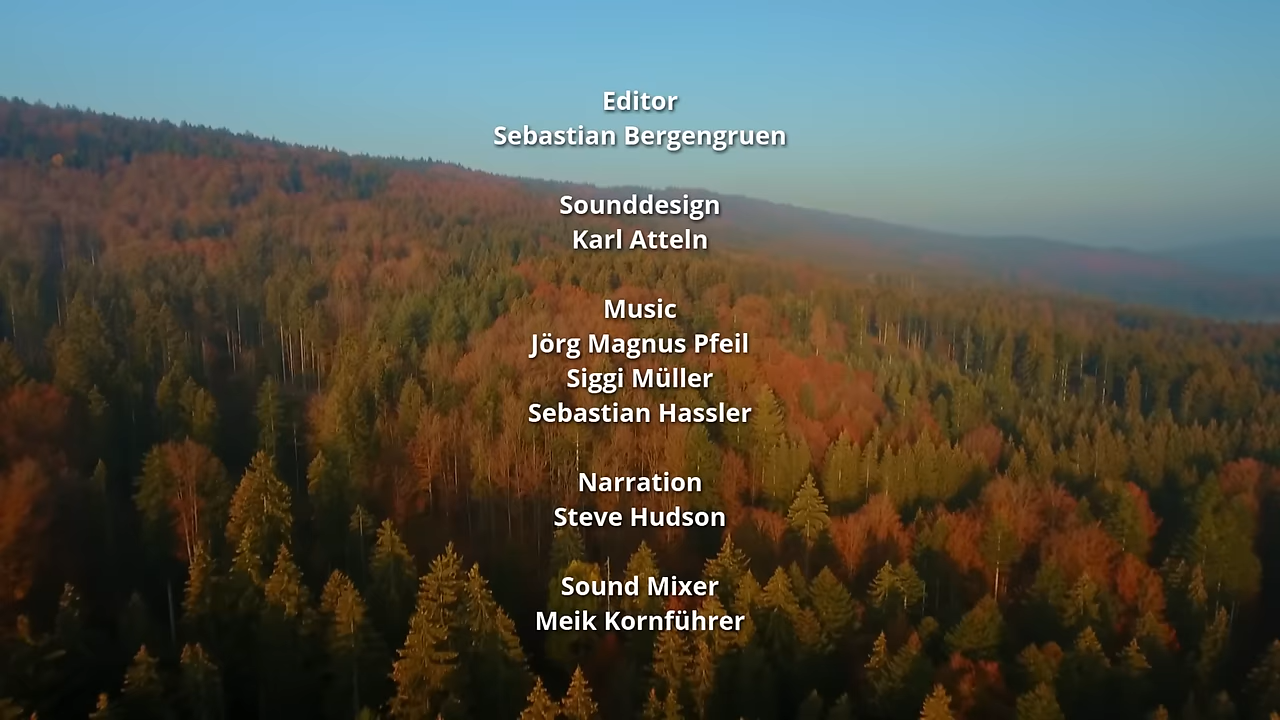 Editor
Sebastian Bergengruen
Sounddesign
Karl Atteln
Music
Jörg Magnus Pfeil
Siggi Müller
Sebastian Hassler
Narration
Steve Hudson
Sound Mixer
Meik Kornführer